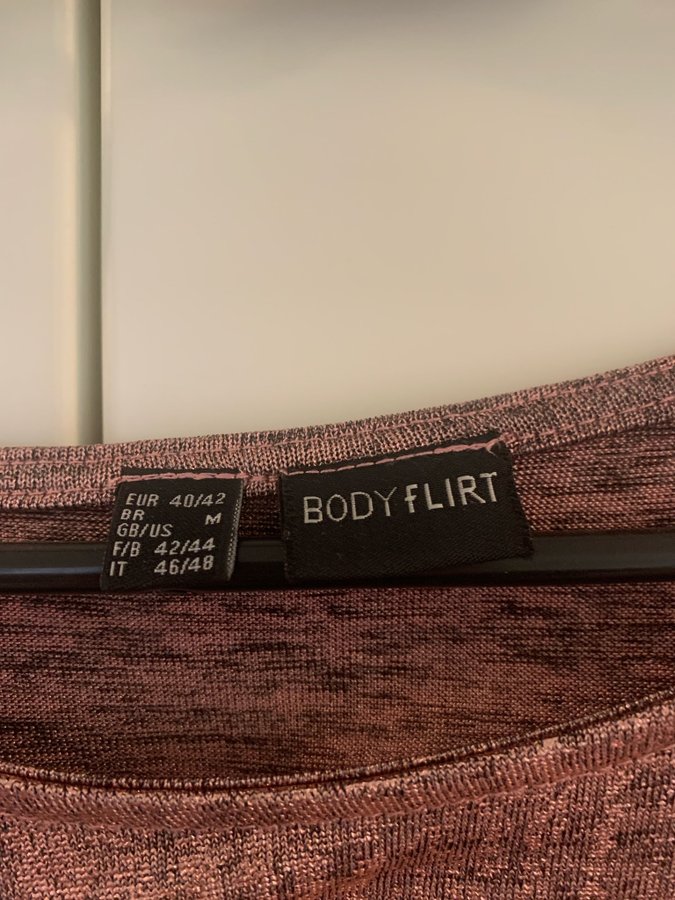 EUR 40/42
BR M
GB/US
F/B 42/44
IT 46/48
BODYfLIRT